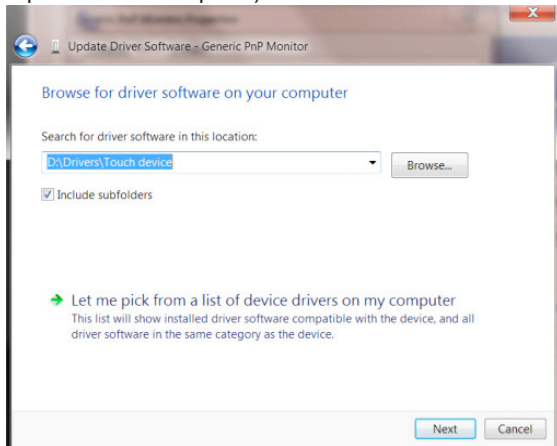 Update Driver Software - Generic PnP Monitor
Browse for driver software on your computer
Search for driver software in this location:
D:\Drivers\Touch device
Browse...
Include subfolders
Let me pick from a list of device drivers on my computer
This list will show installed driver software compatible with the device, and all
driver software in the same category as the device.
Next Cancel